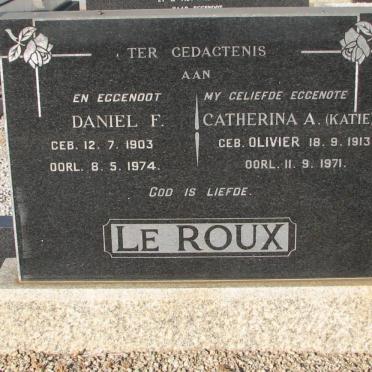 TER GEDAGTENIS
AAN
EN EGGENOOT
DANIEL F.
GEB. 12.7.1903
OORL. 8.5.1974.
MY GELIEFDE EGGENOTE
CATHERINA A. (KATIE
GEB. OLIVIER 18.9.1913
OORL. 11.9.1971.
GOD IS LIEFDE.
LE ROUX